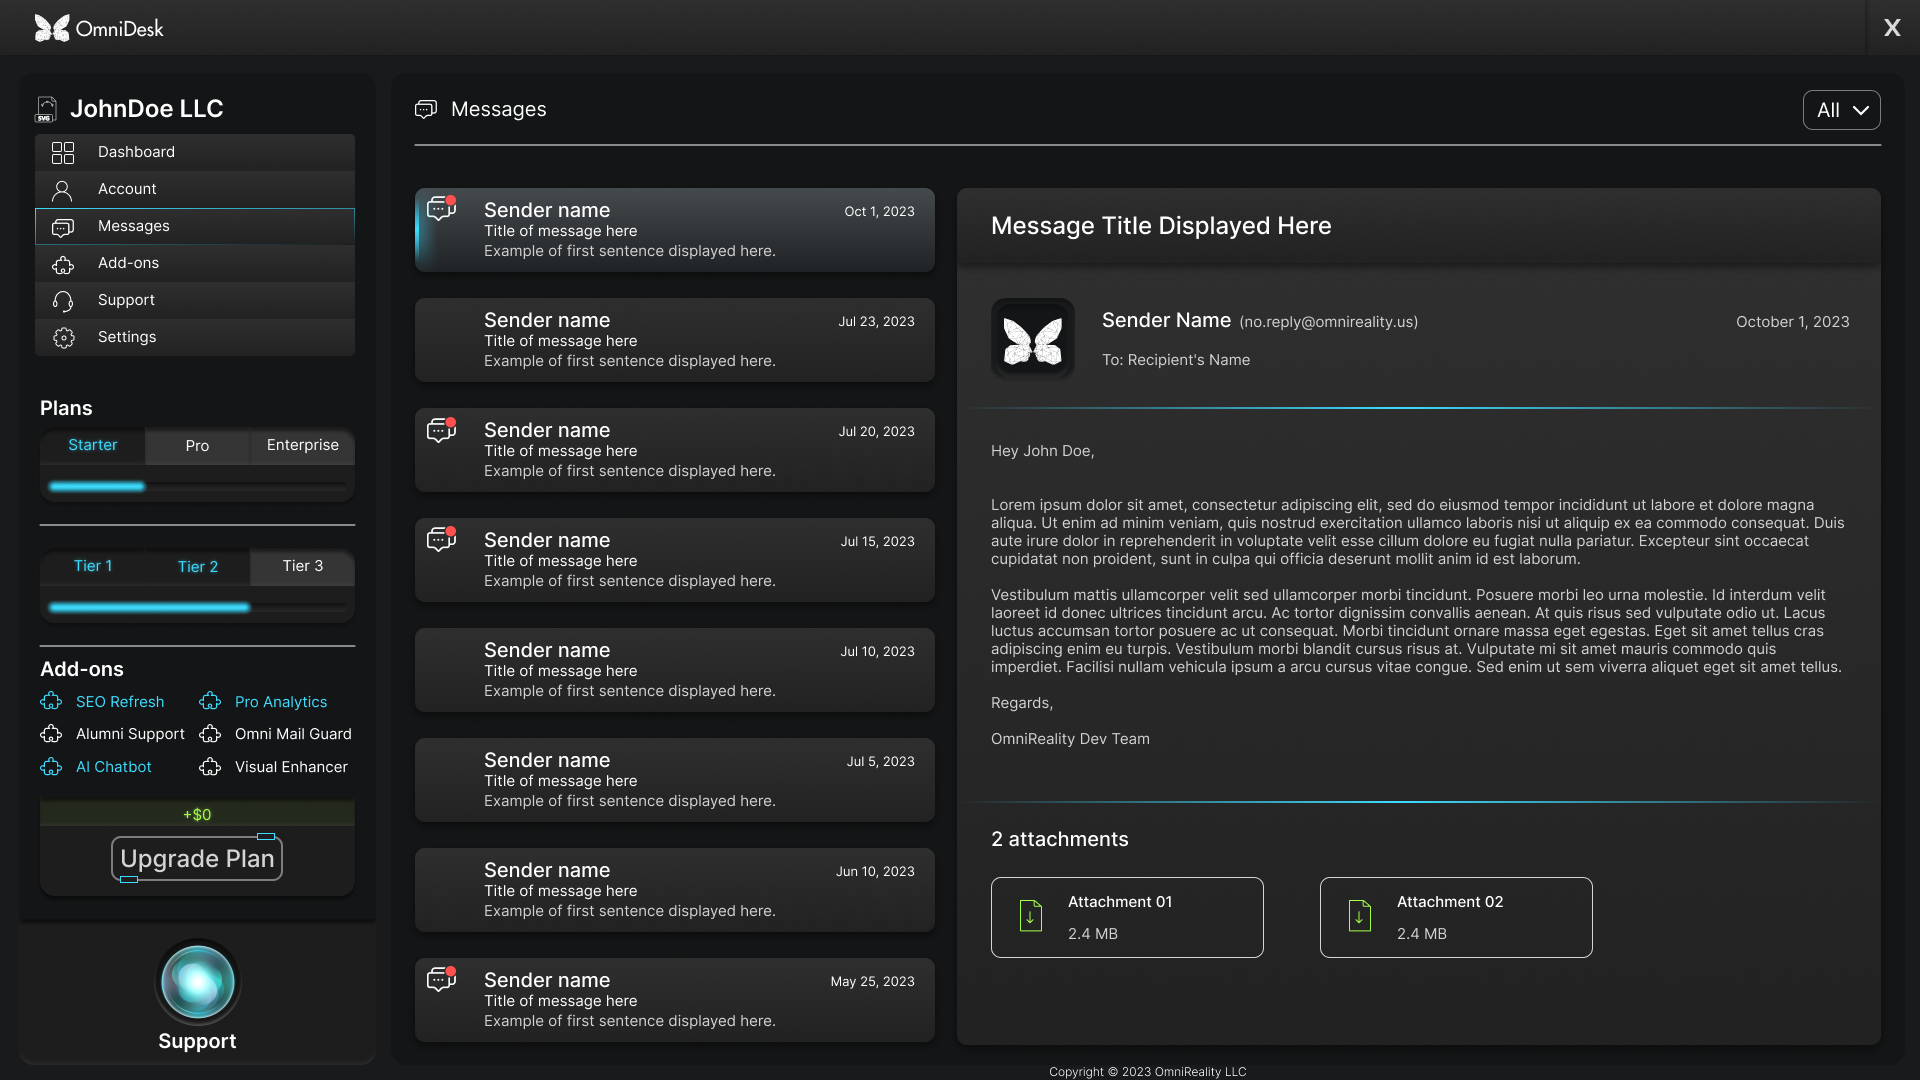 OmniDesk
X
SVG
JohnDoe LLC
Dashboard
Account
Messages
Add-ons
Support
Settings
Plans
Starter
Pro
Enterprise
Tier 1
Tier 2
Tier 3
Add-ons
SEO Refresh
Pro Analytics
Alumni Support
Omni Mail Guard
AI Chatbot
Visual Enhancer
+$0
Upgrade Plan
Support
Messages
All
Sender name
Oct 1, 2023
Title of message here
Example of first sentence displayed here.
Sender name
Jul 23, 2023
Title of message here
Example of first sentence displayed here.
Sender name
Jul 20, 2023
Title of message here
Example of first sentence displayed here.
Sender name
Jul 15, 2023
Title of message here
Example of first sentence displayed here.
Sender name
Jul 10, 2023
Title of message here
Example of first sentence displayed here.
Sender name
Jul 5, 2023
Title of message here
Example of first sentence displayed here.
Sender name
Jun 10, 2023
Title of message here
Example of first sentence displayed here.
Sender name
May 25, 2023
Title of message here
Example of first sentence displayed here.
Message Title Displayed Here
Sender Name (no.reply@omnireality.us)
October 1, 2023
To: Recipient's Name
Hey John Doe,
Lorem ipsum dolor sit amet, consectetur adipiscing elit, sed do eiusmod tempor incididunt ut labore et dolore magna
aliqua. Ut enim ad minim veniam, quis nostrud exercitation ullamco laboris nisi ut aliquip ex ea commodo consequat. Duis
aute irure dolor in reprehenderit in voluptate velit esse cillum dolore eu fugiat nulla pariatur. Excepteur sint occaecat
cupidatat non proident, sunt in culpa qui officia deserunt mollit anim id est laborum.
Vestibulum mattis ullamcorper velit sed ullamcorper morbi tincidunt. Posuere morbi leo urna molestie. Id interdum velit
laoreet id donec ultrices tincidunt arcu. Ac tortor dignissim convallis aenean. At quis risus sed vulputate odio ut. Lacus
luctus accumsan tortor posuere ac ut consequat. Morbi tincidunt ornare massa eget egestas. Eget sit amet tellus cras
adipiscing enim eu turpis. Vestibulum morbi blandit cursus risus at. Vulputate mi sit amet mauris commodo quis
imperdiet. Facilisi nullam vehicula ipsum a arcu cursus vitae congue. Sed enim ut sem viverra aliquet eget sit amet tellus.
Regards,
OmniReality Dev Team
2 attachments
Attachment 01
2.4 MB
Attachment 02
2.4 MB
Copyright © 2023 OmniReality LLC